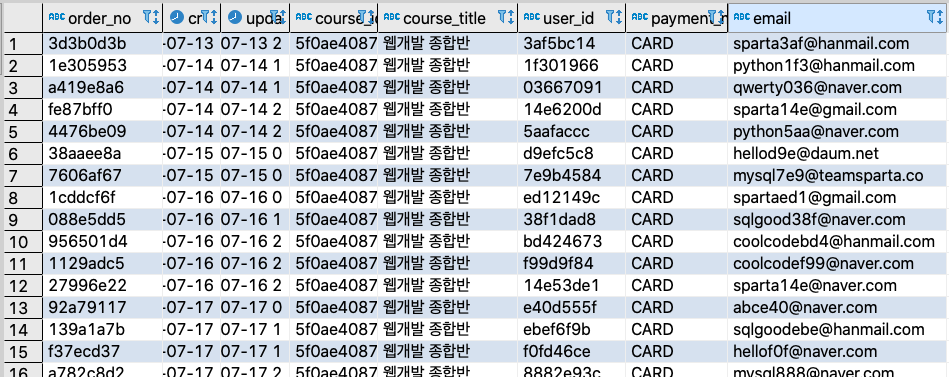 order_no cr upda course_i course_title user_id payment_m email
1 3d3b0d3b -07-13 07-13 2 5f0ae4087 웹개발 종합반 3af5bc14 CARD sparta3af@hanmail.com
2 1e305953 -07-14 07-14 1 5f0ae4087 웹개발 종합반 1f301966 CARD python1f3@hanmail.com
3 a419e8a6 -07-14 07-14 1 5f0ae4087 웹개발 종합반 03667091 CARD qwerty036@naver.com
4 fe87bff0 -07-14 07-14 2 5f0ae4087 웹개발 종합반 14e6200d CARD sparta14e@gmail.com
5 4476be09 -07-14 07-14 2 5f0ae4087 웹개발 종합반 5aafaccc CARD python5aa@naver.com
6 38aaee8a -07-15 07-15 0 5f0ae4087 웹개발 종합반 d9efc5c8 CARD hellod9e@daum.net
7 7606af67 -07-15 07-15 0 5f0ae4087 웹개발 종합반 7e9b4584 CARD mysql7e9@teamsparta.co
8 1cddcf6f -07-16 07-16 0 5f0ae4087 웹개발 종합반 ed12149c CARD spartaed1@gmail.com
9 088e5dd5 -07-16 07-16 1 5f0ae4087 웹개발 종합반 38f1dad8 CARD sqlgood38f@naver.com
10 956501d4 -07-16 07-16 2 5f0ae4087 웹개발 종합반 bd424673 CARD coolcodebd4@hanmail.com
11 1129adc5 -07-16 07-16 2 5f0ae4087 웹개발 종합반 f99d9f84 CARD coolcodef99@naver.com
12 27996e22 -07-16 07-16 2 5f0ae4087 웹개발 종합반 14e53de1 CARD sparta14e@naver.com
13 92a79117 -07-17 07-17 0 5f0ae4087 웹개발 종합반 e40d555f CARD abce40@naver.com
14 139a1a7b -07-17 07-17 1 5f0ae4087 웹개발 종합반 ebef6f9b CARD sqlgoodebe@hanmail.com
15 f37ecd37 -07-17 07-17 1 5f0ae4087 웹개발 종합반 f0fd46ce CARD hellof0f@naver.com
16 a782c8d2 -07-17 07-17 2 5f0ae4087 웹개발 종합반 8882e93c CARD mysql888@naver.com